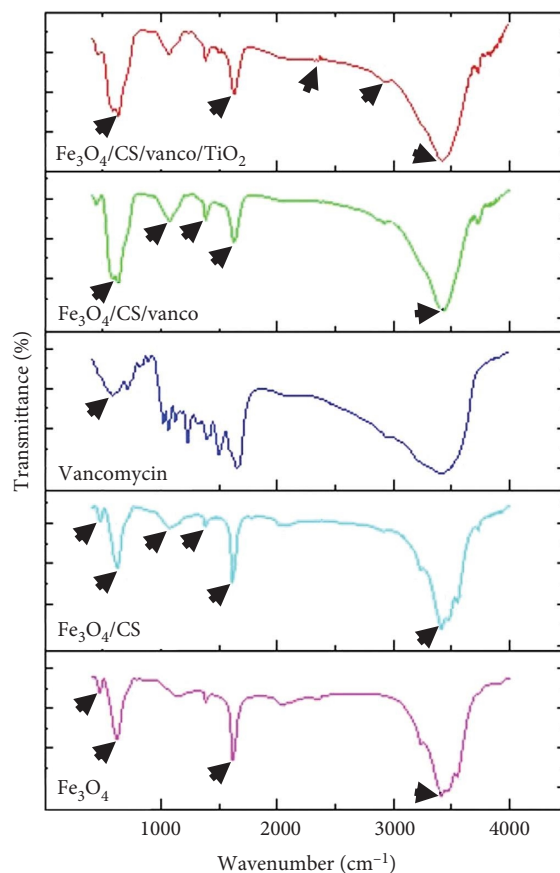 Fe₃O₄/CS/vanco/TiO₂
Fe₃O₄/CS/vanco
Vancomycin
Fe₃O₄/CS
Fe₃O₄
Transmittance (%)
1000 2000 3000 4000
Wavenumber (cm⁻¹)